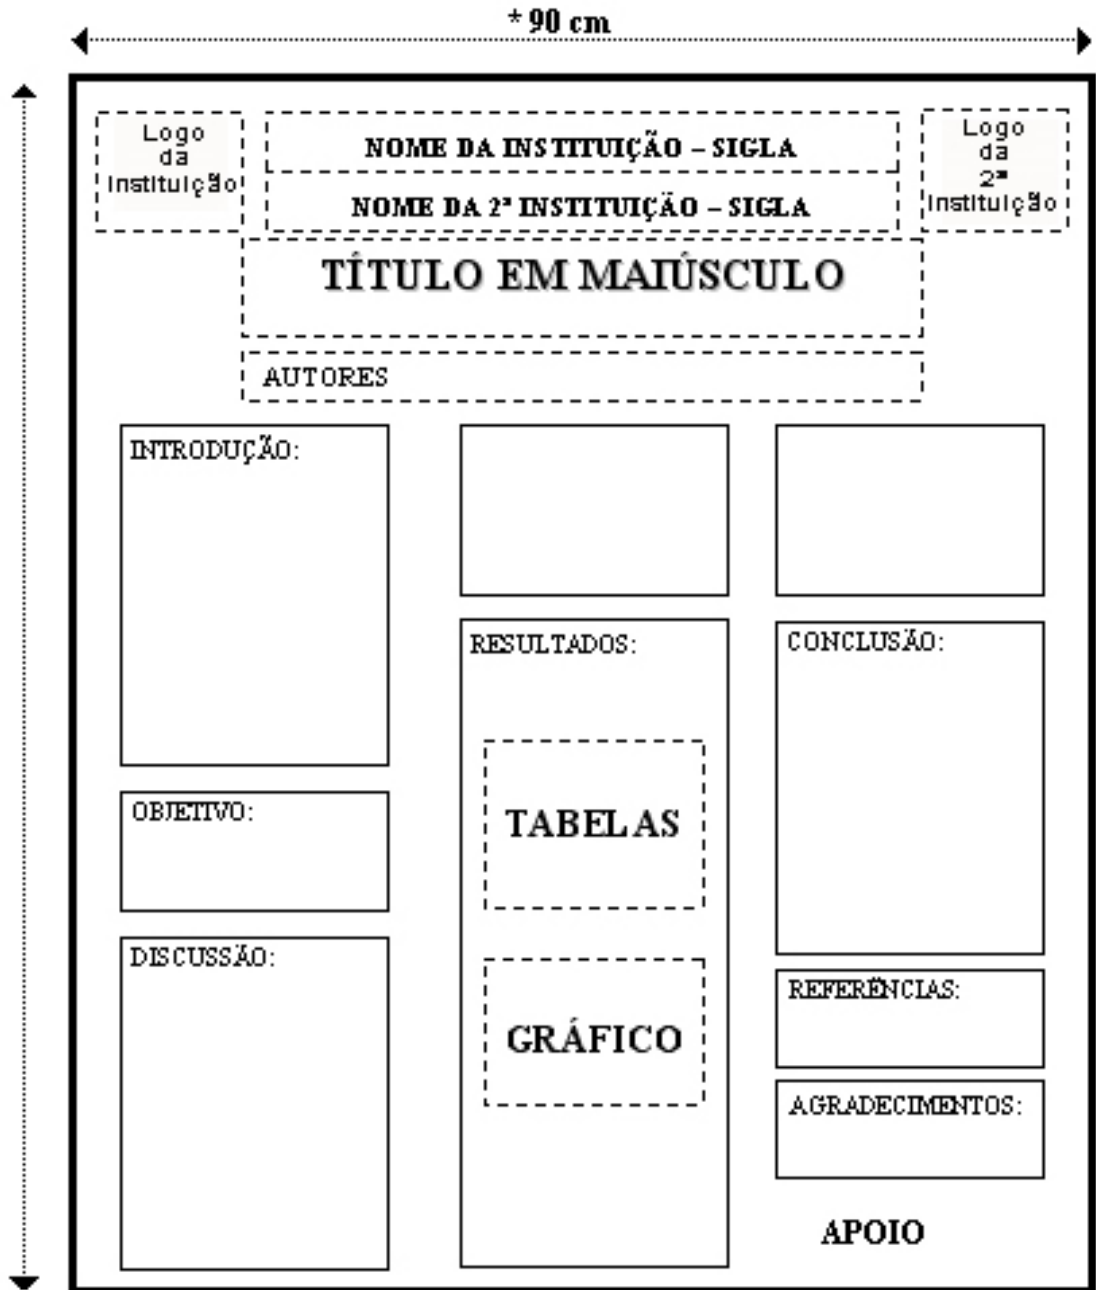 * 90 cm
Logo
da
Instituição
NOME DA INSTITUIÇÃO – SIGLA
NOME DA 2ª INSTITUIÇÃO – SIGLA
Logo
da
2ª
Instituição
TÍTULO EM MAIÚSCULO
AUTORES
INTRODUÇÃO:
OBJETIVO:
DISCUSSÃO:
RESULTADOS:
TABELAS
GRÁFICO
CONCLUSÃO:
REFERÊNCIAS:
AGRADECIMENTOS:
APOIO